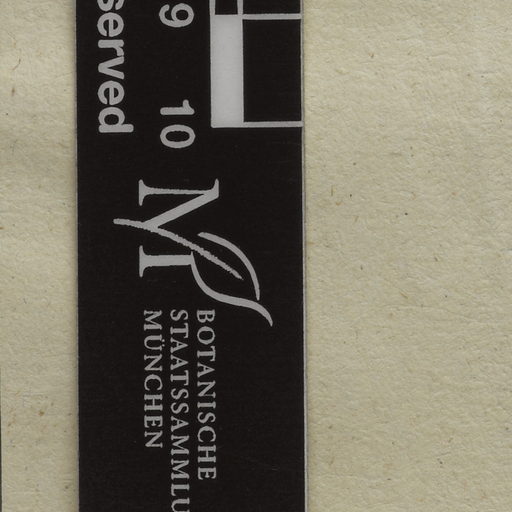 served
9 10
M
BOTANISCHE
STAATSSAMMLU
MÜNCHEN